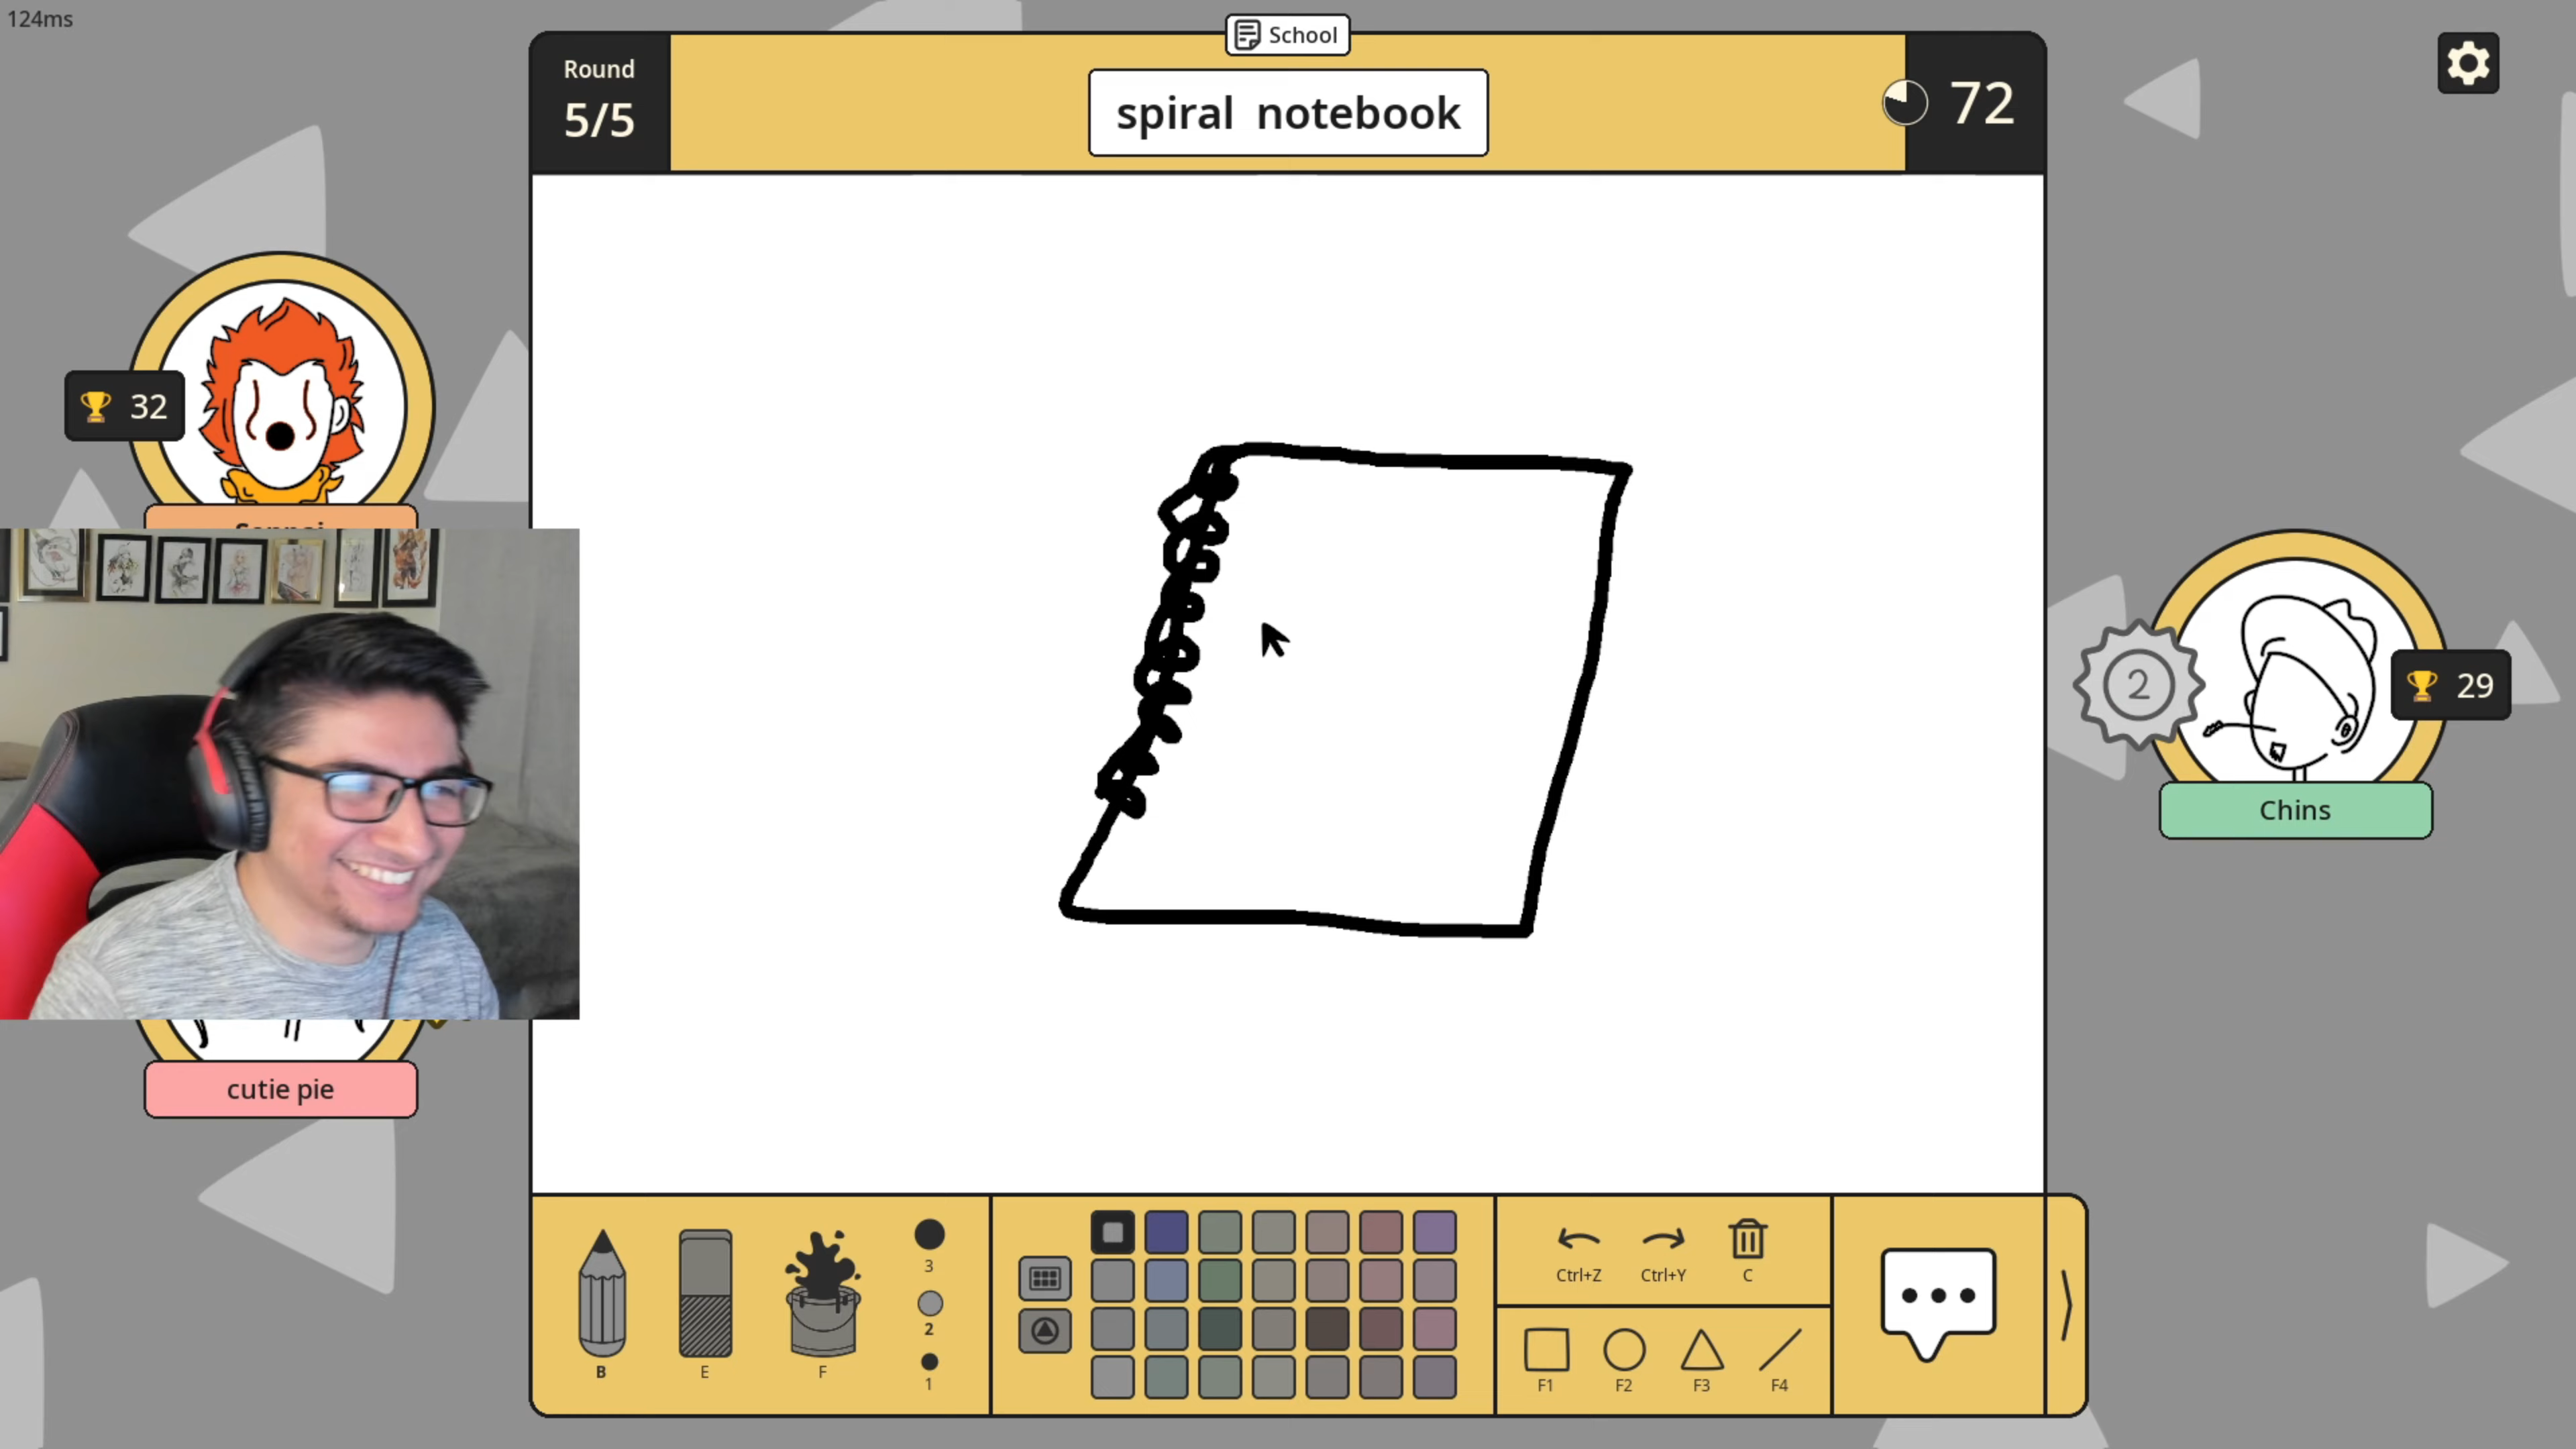 124ms
School
Round
5/5
spiral notebook
72
32
2
29
Chins
cutie pie
3
2
1
B
E
F
Ctrl+Z
Ctrl+Y
C
F1
F2
F3
F4